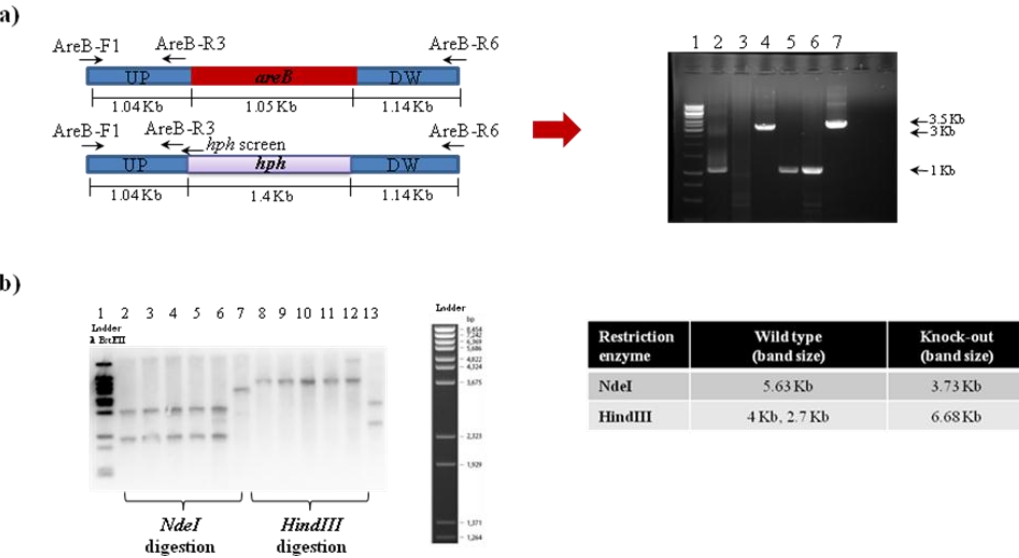 a)
AreB-F1 AreB-R3 AreB-R6
UP areB DW
1.04 Kb 1.05 Kb 1.14 Kb
AreB-F1 AreB-R3 AreB-R6
hph screen
UP hph DW
1.04 Kb 1.4 Kb 1.14 Kb
1 2 3 4 5 6 7
3.5 Kb
3 Kb
1 Kb
b)
1 2 3 4 5 6 7 8 9 10 11 12 13
Ladder
λ BstEII
NdeI digestion
HindIII digestion
Ladder
bp
8,454
7,242
6,369
5,686
4,822
4,324
3,675
2,323
1,929
1,371
1,264
Restriction enzyme Wild type (band size) Knock-out (band size)
NdeI 5.63 Kb 3.73 Kb
HindIII 4 Kb, 2.7 Kb 6.68 Kb